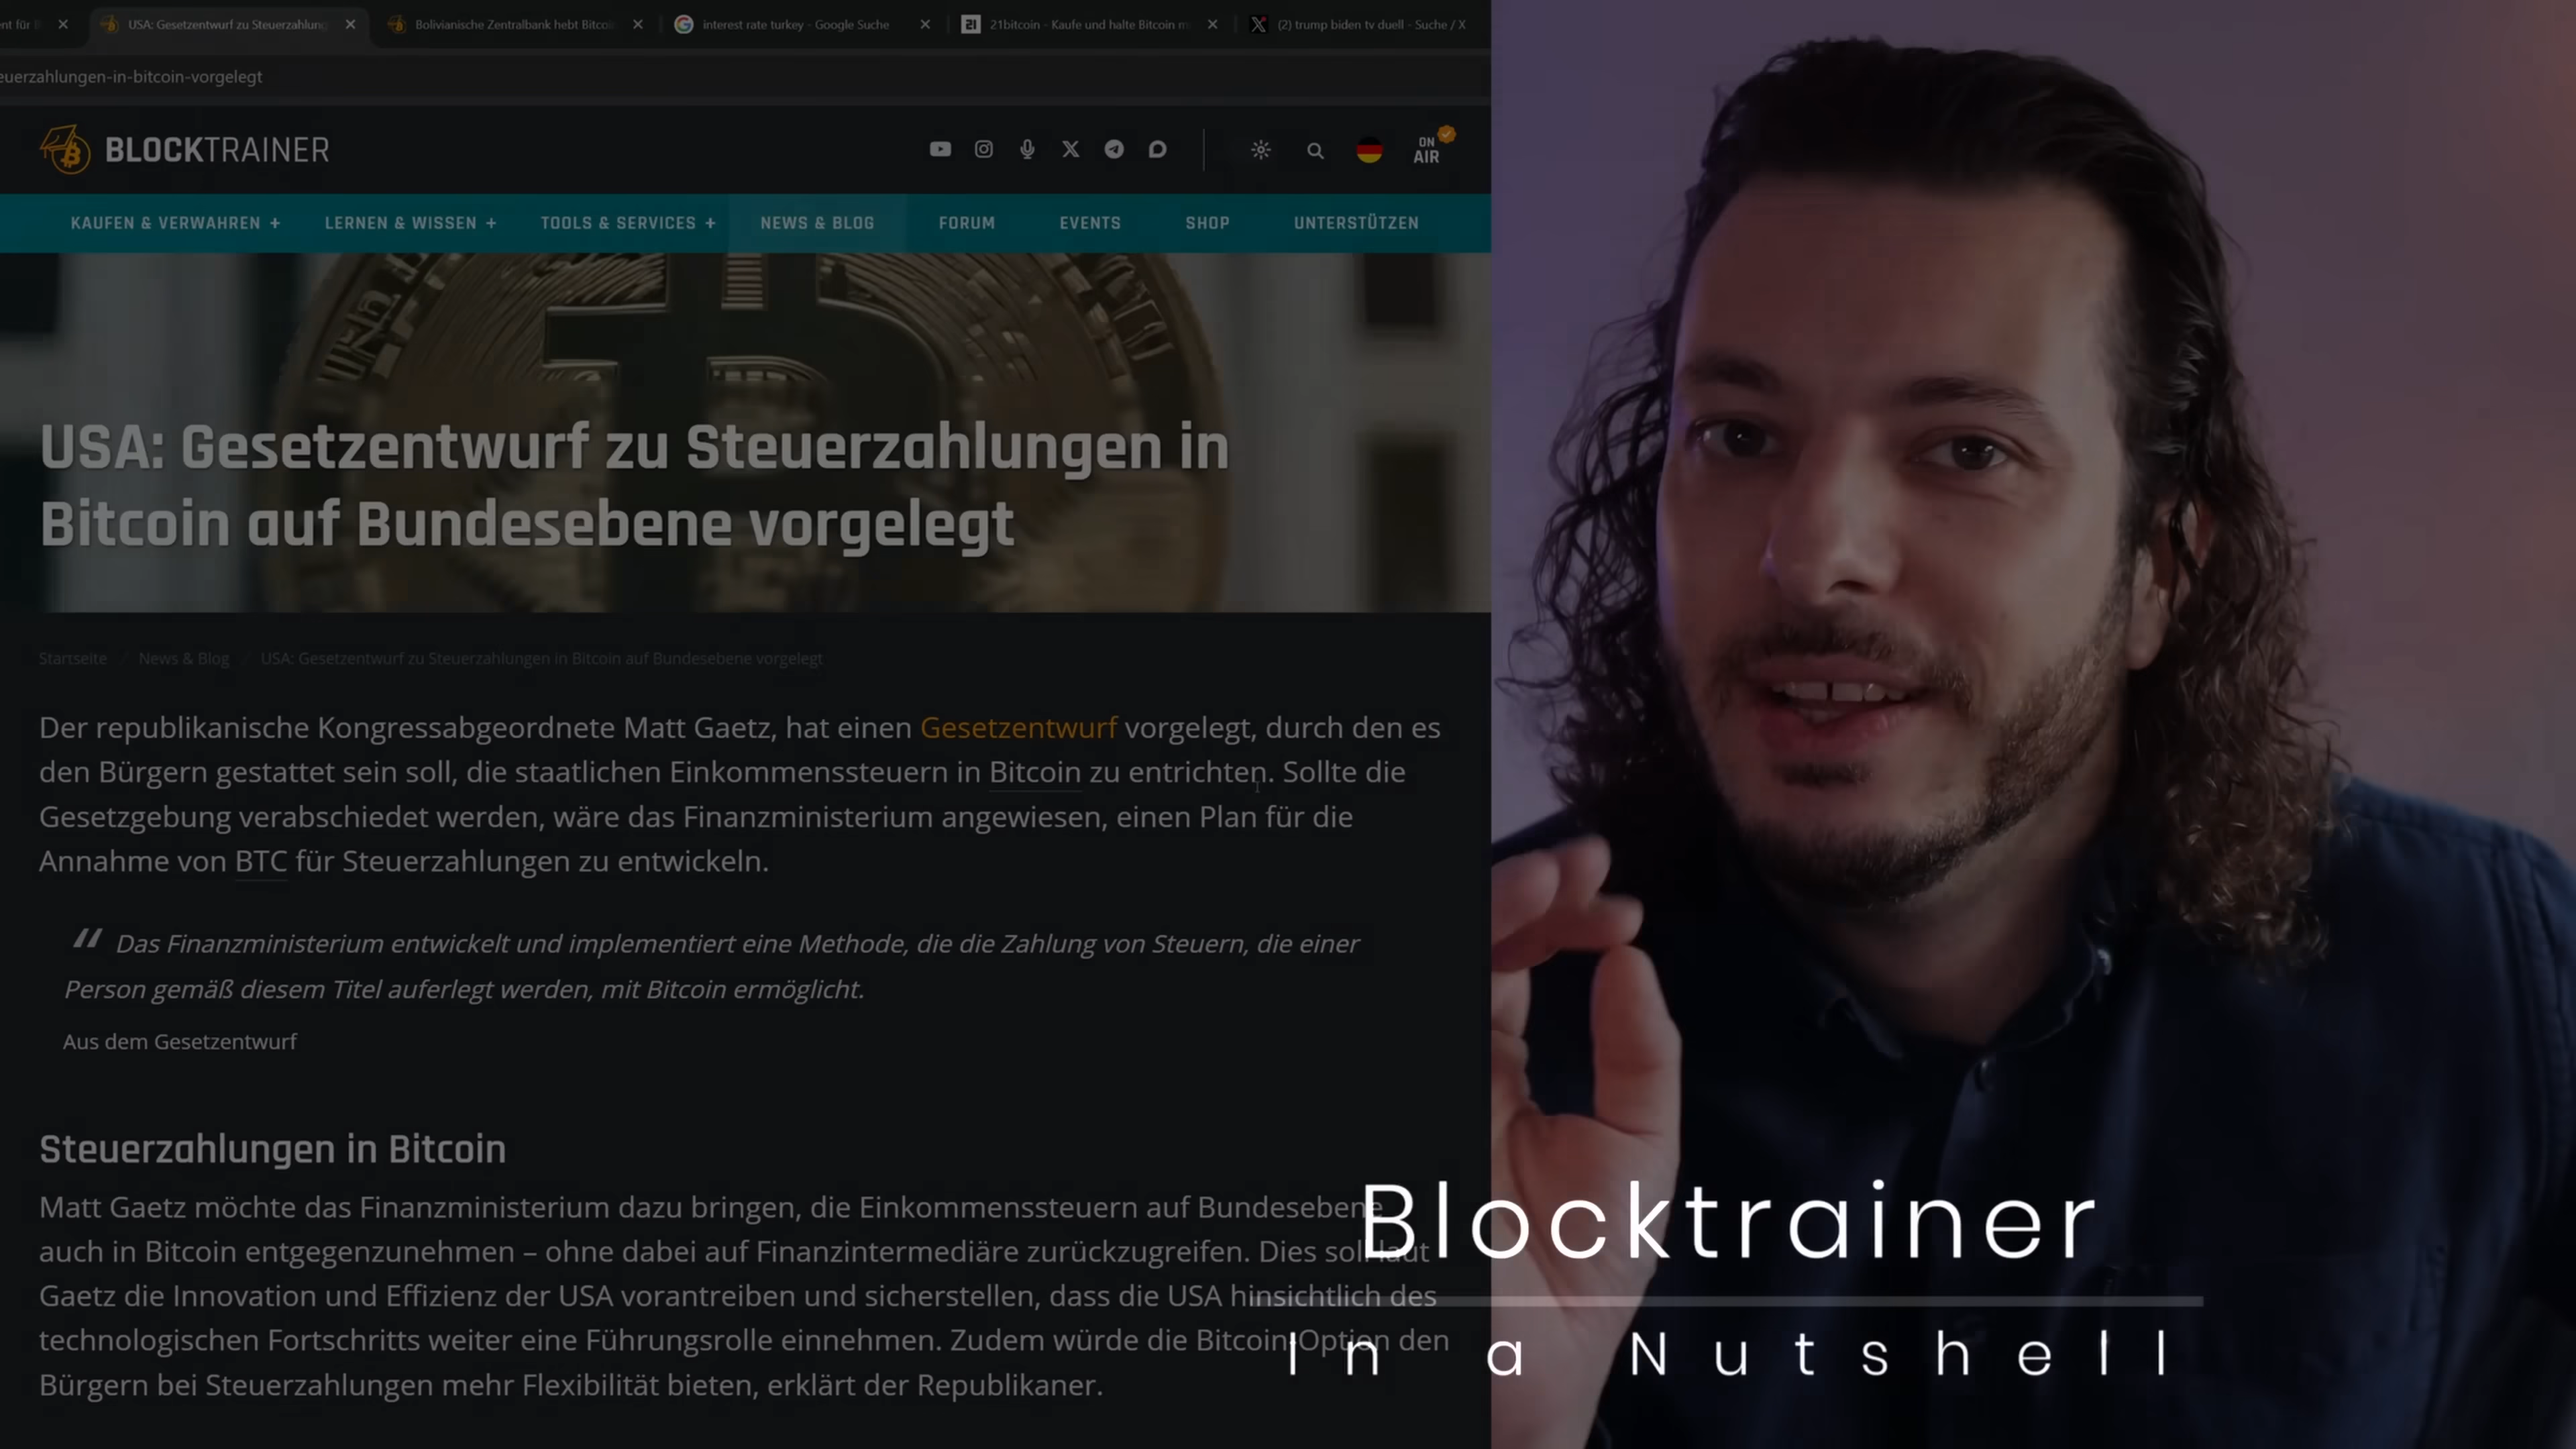 nt für
USA: Gesetzentwurf zu Steuerzahlung
Bolivianische Zentralbank hebt Bitcoi
interest rate turkey - Google Suche
21bitcoin - Kaufe und halte Bitcoin m
(2) trump biden tv duell - Suche / X
euerzahlungen-in-bitcoin-vorgelegt
BLOCKTRAINER
ON AIR
KAUFEN & VERWAHREN +
LERNEN & WISSEN +
TOOLS & SERVICES +
NEWS & BLOG
FORUM
EVENTS
SHOP
UNTERSTÜTZEN
USA: Gesetzentwurf zu Steuerzahlungen in
Bitcoin auf Bundesebene vorgelegt
Startseite / News & Blog / USA: Gesetzentwurf zu Steuerzahlungen in Bitcoin auf Bundesebene vorgelegt
Der republikanische Kongressabgeordnete Matt Gaetz, hat einen Gesetzentwurf vorgelegt, durch den es
den Bürgern gestattet sein soll, die staatlichen Einkommenssteuern in Bitcoin zu entrichten. Sollte die
Gesetzgebung verabschiedet werden, wäre das Finanzministerium angewiesen, einen Plan für die
Annahme von BTC für Steuerzahlungen zu entwickeln.
" Das Finanzministerium entwickelt und implementiert eine Methode, die die Zahlung von Steuern, die einer
Person gemäß diesem Titel auferlegt werden, mit Bitcoin ermöglicht.
Aus dem Gesetzentwurf
Steuerzahlungen in Bitcoin
Matt Gaetz möchte das Finanzministerium dazu bringen, die Einkommenssteuern auf Bundesebene
auch in Bitcoin entgegenzunehmen – ohne dabei auf Finanzintermediäre zurückzugreifen. Dies soll laut
Gaetz die Innovation und Effizienz der USA vorantreiben und sicherstellen, dass die USA hinsichtlich des
technologischen Fortschritts weiter eine Führungsrolle einnehmen. Zudem würde die Bitcoin-Option den
Bürgern bei Steuerzahlungen mehr Flexibilität bieten, erklärt der Republikaner.
Blocktrainer
In a Nutshell